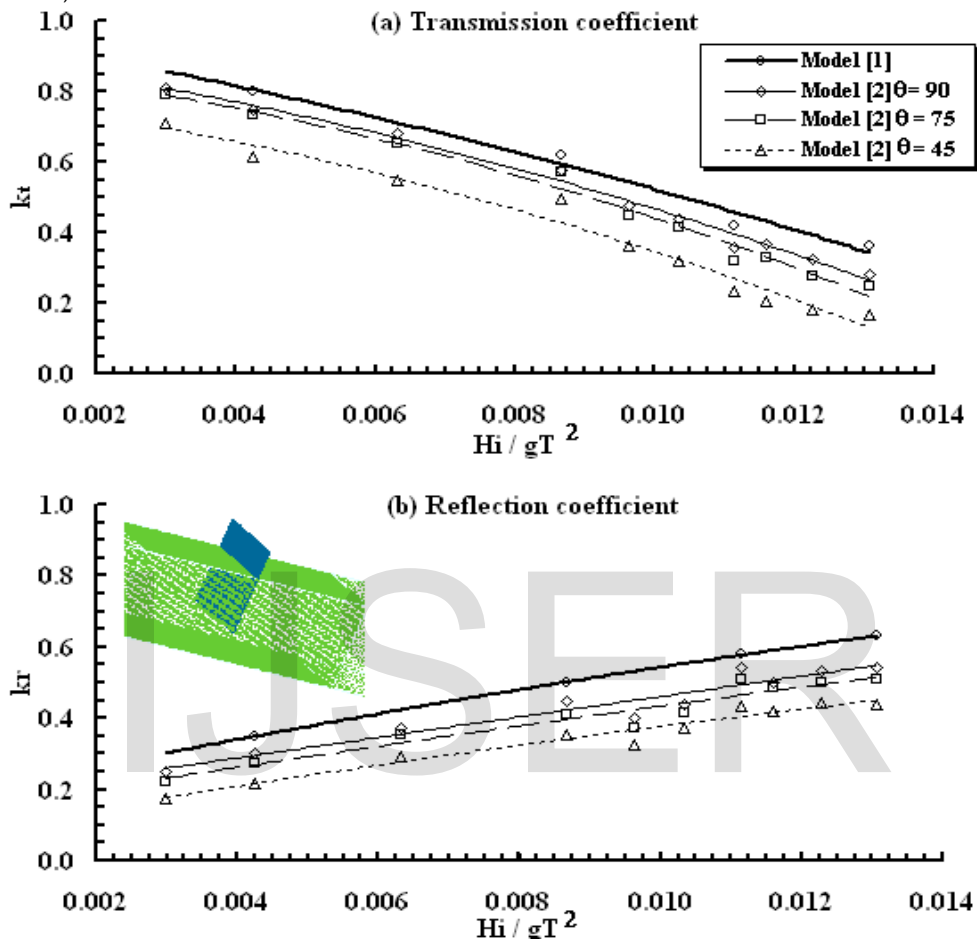 (a) Transmission coefficient
1.0
0.8
0.6
0.4
0.2
0.0
kt
Model [1]
Model [2] θ= 90
Model [2] θ= 75
Model [2] θ= 45
0.002 0.004 0.006 0.008 0.010 0.012 0.014
Hi / gT 2
(b) Reflection coefficient
1.0
0.8
0.6
0.4
0.2
0.0
kr
IJSER
0.002 0.004 0.006 0.008 0.010 0.012 0.014
Hi / gT 2